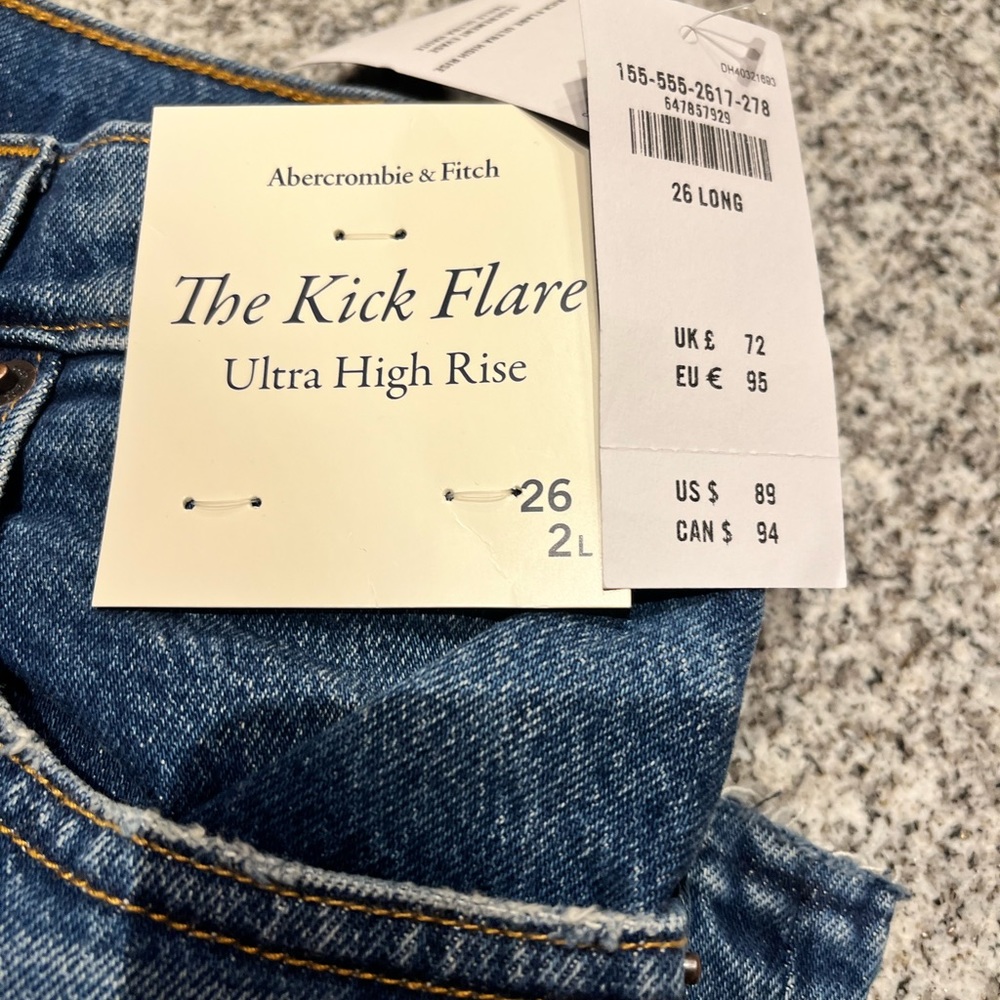 Abercrombie & Fitch
The Kick Flare
Ultra High Rise
26
2L
DH40321693
155-555-2617-278
647857929
26 LONG
UK £ 72
EU € 95
US $ 89
CAN $ 94